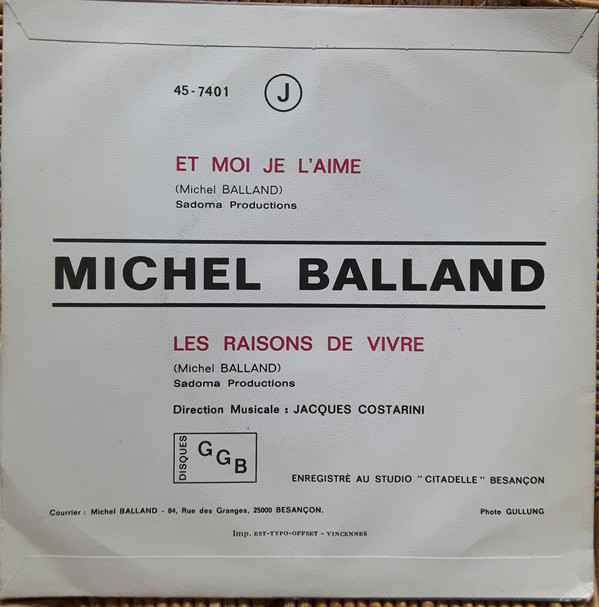 45-7401 J
ET MOI JE L'AIME
(Michel BALLAND)
Sadoma Productions
MICHEL BALLAND
LES RAISONS DE VIVRE
(Michel BALLAND)
Sadoma Productions
Direction Musicale : JACQUES COSTARINI
DISQUES GGB
ENREGISTRÉ AU STUDIO " CITADELLE " BESANÇON
Courrier : Michel BALLAND - 84, Rue des Granges, 25000 BESANÇON. Photo GULLUNG
Imp. EST-TYPO-OFFSET - VINCENNES